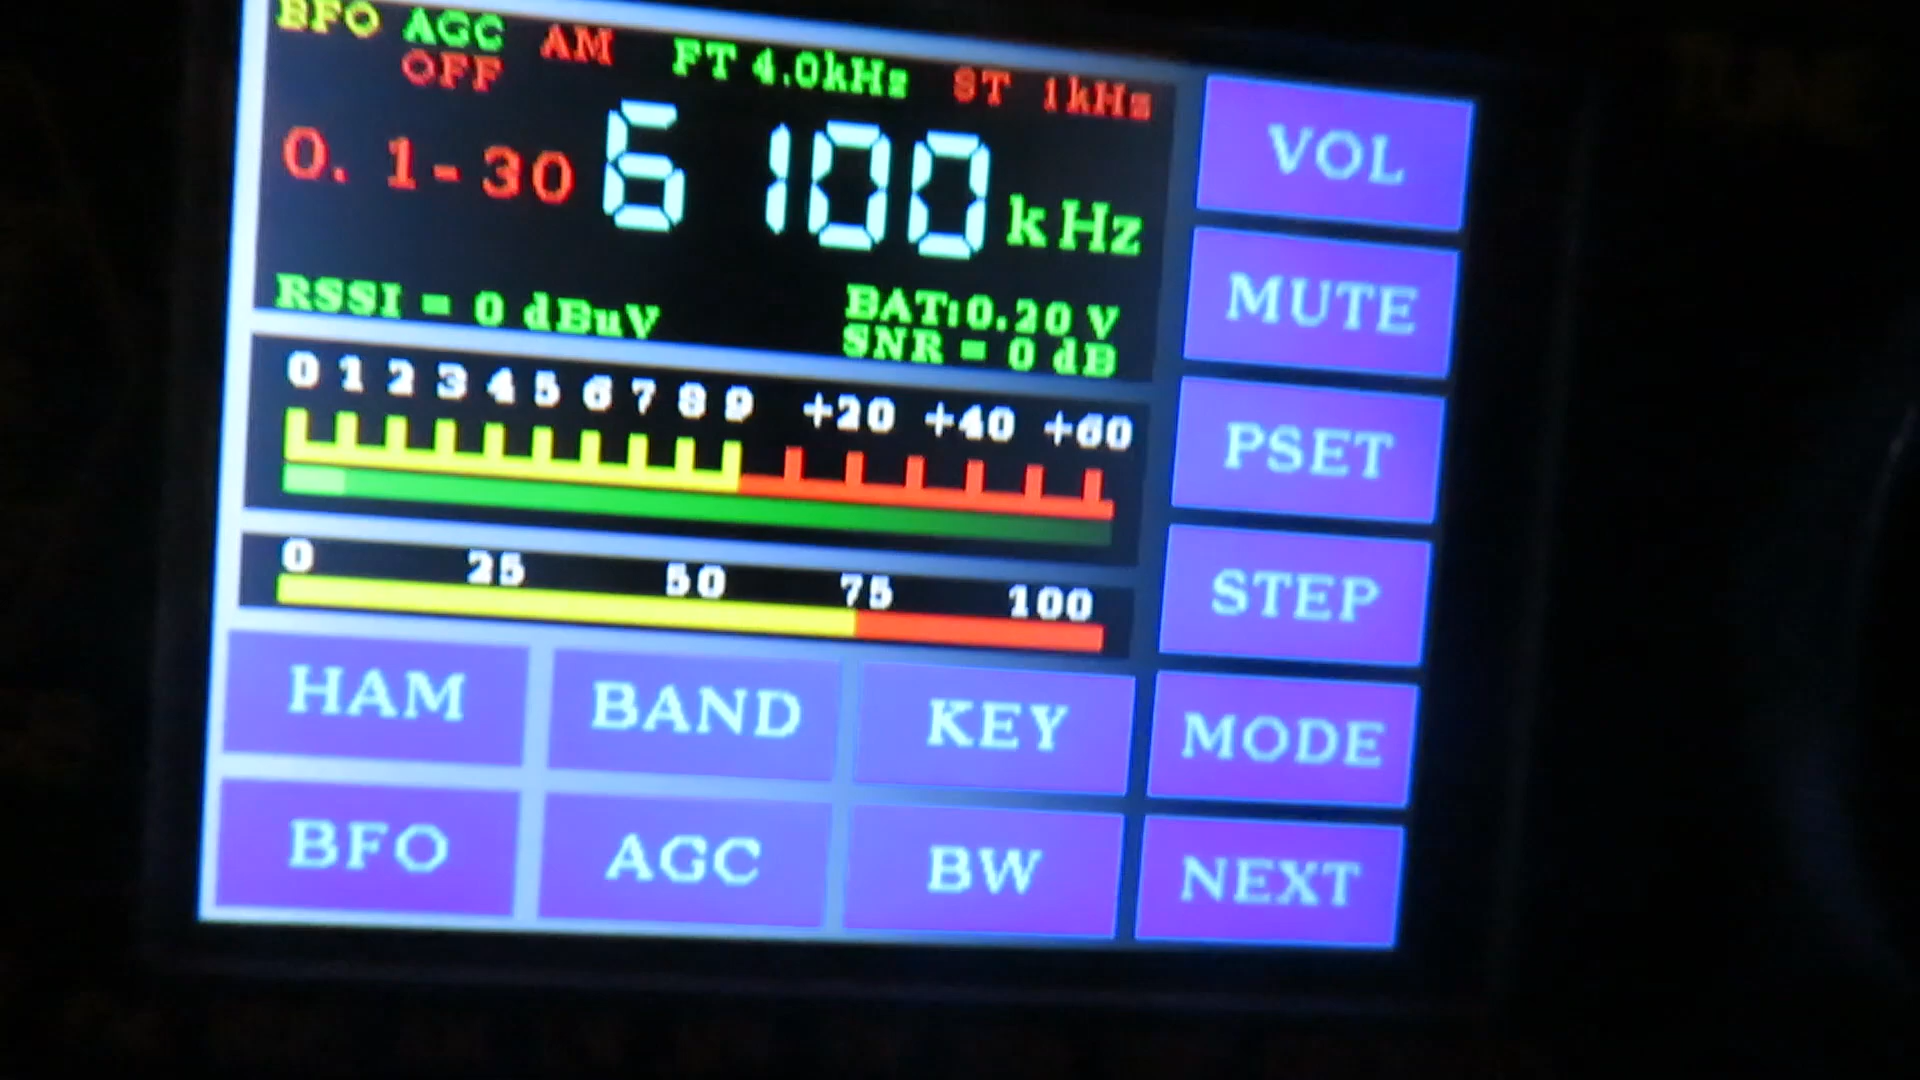 BFO AGC AM FT 4.0kHz ST 1kHz
OFF
0. 1-30 6 100 kHz
RSSI = 0 dBuV BAT:0.20 V
SNR = 0 dB
0 1 2 3 4 5 6 7 8 9 +20 +40 +60
0 25 50 75 100
HAM BAND KEY
BFO AGC BW
VOL
MUTE
PSET
STEP
MODE
NEXT